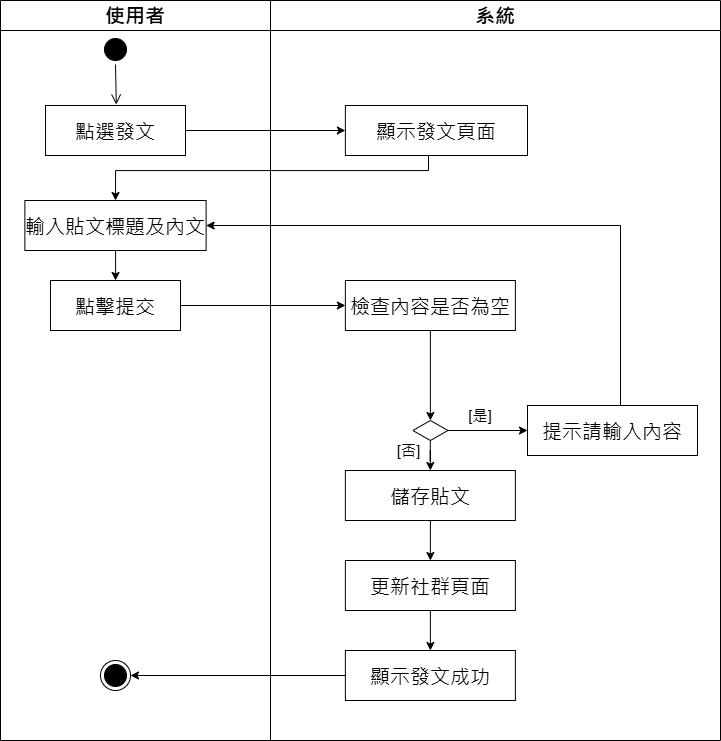 使用者
系統
點選發文
顯示發文頁面
輸入貼文標題及內文
點擊提交
檢查內容是否為空
[是]
提示請輸入內容
[否]
儲存貼文
更新社群頁面
顯示發文成功